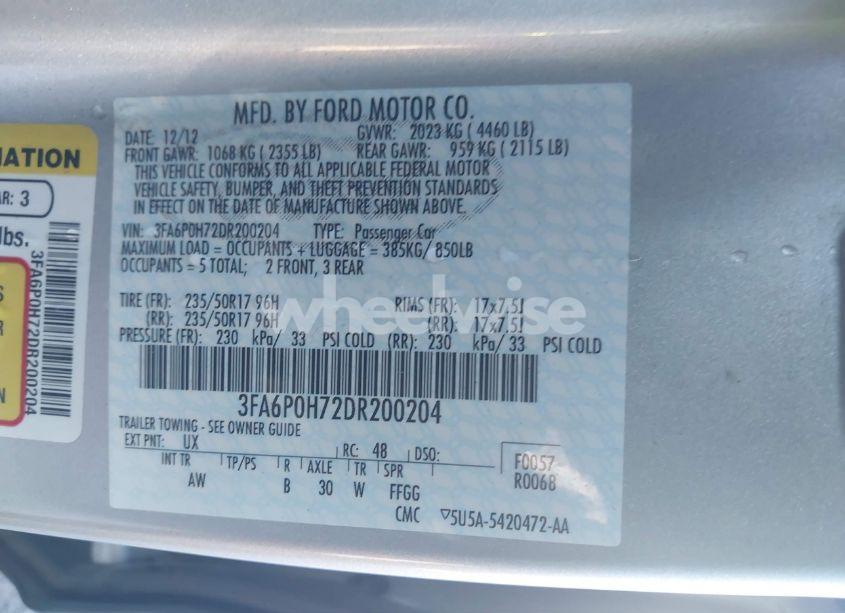 MFD. BY FORD MOTOR CO.
DATE: 12/12 GVWR: 2023 KG ( 4460 LB)
FRONT GAWR: 1068 KG ( 2355 LB) REAR GAWR: 959 KG ( 2115 LB)
THIS VEHICLE CONFORMS TO ALL APPLICABLE FEDERAL MOTOR
VEHICLE SAFETY, BUMPER, AND THEFT PREVENTION STANDARDS
IN EFFECT ON THE DATE OF MANUFACTURE SHOWN ABOVE.
VIN: 3FA6P0H72DR200204 TYPE: Passenger Car
MAXIMUM LOAD = OCCUPANTS + LUGGAGE = 385KG/ 850LB
OCCUPANTS = 5 TOTAL; 2 FRONT, 3 REAR
TIRE (FR): 235/50R17 96H RIMS (FR): 17x7.5J
(RR): 235/50R17 96H (RR): 17x7.5J
PRESSURE (FR): 230 kPa/ 33 PSI COLD (RR): 230 kPa/ 33 PSI COLD
3FA6P0H72DR200204
TRAILER TOWING - SEE OWNER GUIDE
EXT PNT: UX RC: 48 DSO:
INT TR TP/PS R AXLE TR SPR
AW B 30 W FFGG
F0057
R0068
CMC ▽5U5A-5420472-AA
MATION
AR: 3
lbs.
S
R
N
3FA6P0H72DR200204
wheelwise